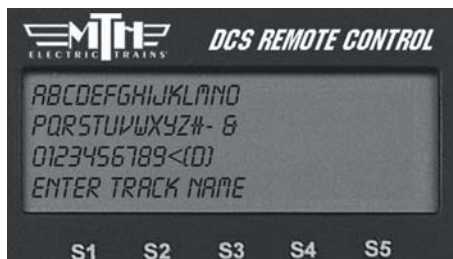 MTH DCS REMOTE CONTROL
ELECTRIC TRAINS
ABCDEFGHIJKLMNO
PQRSTUVWXYZ#- &
0123456789<(D)
ENTER TRACK NAME
S1 S2 S3 S4 S5